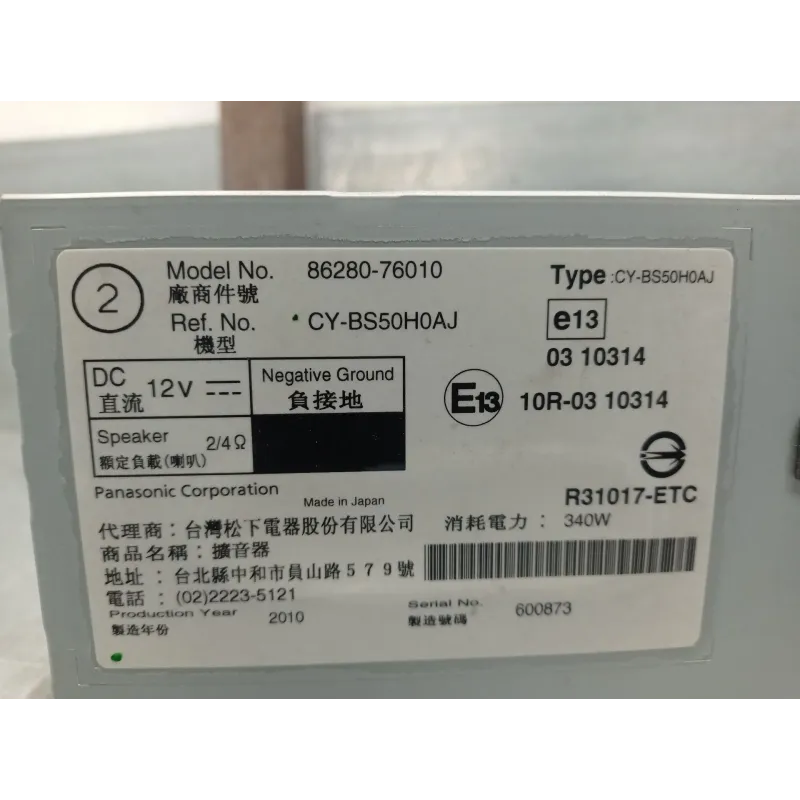 2
Model No. 86280-76010
廠商件號
Type :CY-BS50H0AJ
Ref. No. CY-BS50H0AJ
機型
e13
03 10314
DC 直流 12V
Negative Ground
負接地
E13 10R-03 10314
Speaker 2/4Ω
額定負載(喇叭)
Panasonic Corporation
Made in Japan
R31017-ETC
代理商：台灣松下電器股份有限公司
消耗電力： 340W
商品名稱：擴音器
地址：台北縣中和市員山路579號
電話：(02)2223-5121
Production Year 2010
製造年份
Serial No. 600873
製造號碼